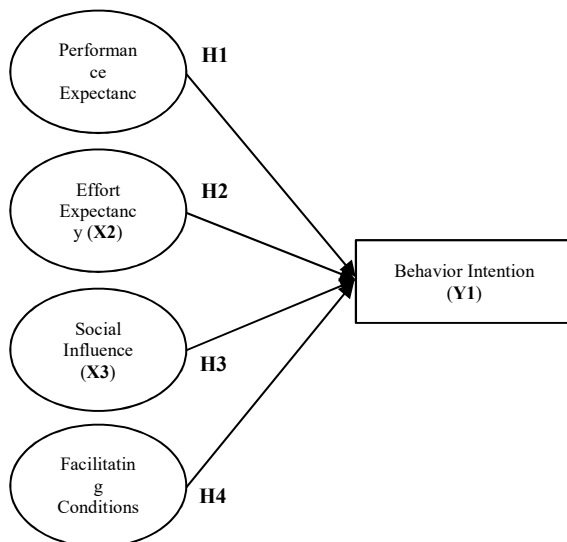 Performan
ce
Expectanc
H1
Effort
Expectanc
y (X2)
H2
Social
Influence
(X3)
H3
Facilitatin
g
Conditions
H4
Behavior Intention
(Y1)